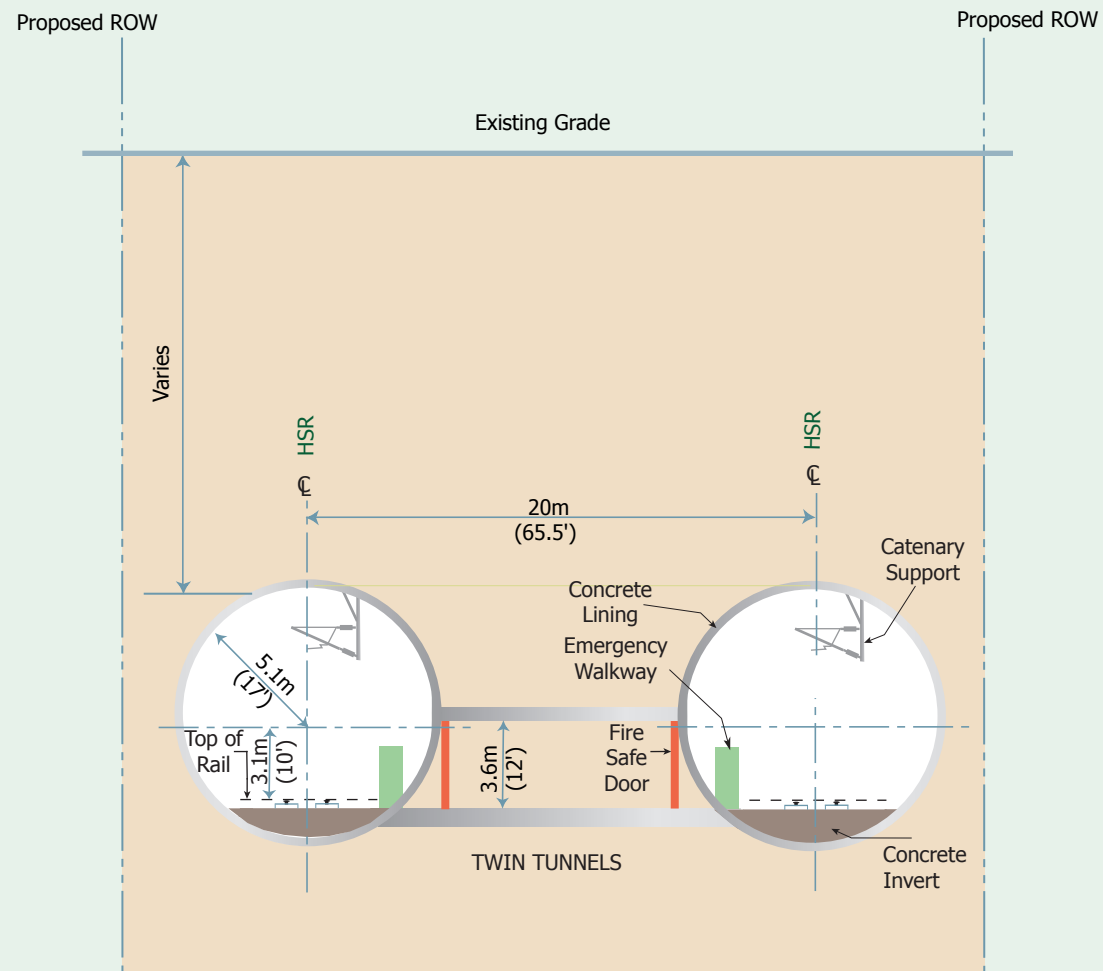 Proposed ROW
Proposed ROW
Existing Grade
Varies
HSR
℄
HSR
℄
20m
(65.5')
Catenary
Support
Concrete
Lining
Emergency
Walkway
5.1m
(17')
Top of
Rail
3.1m
(10')
3.6m
(12')
Fire
Safe
Door
TWIN TUNNELS
Concrete
Invert